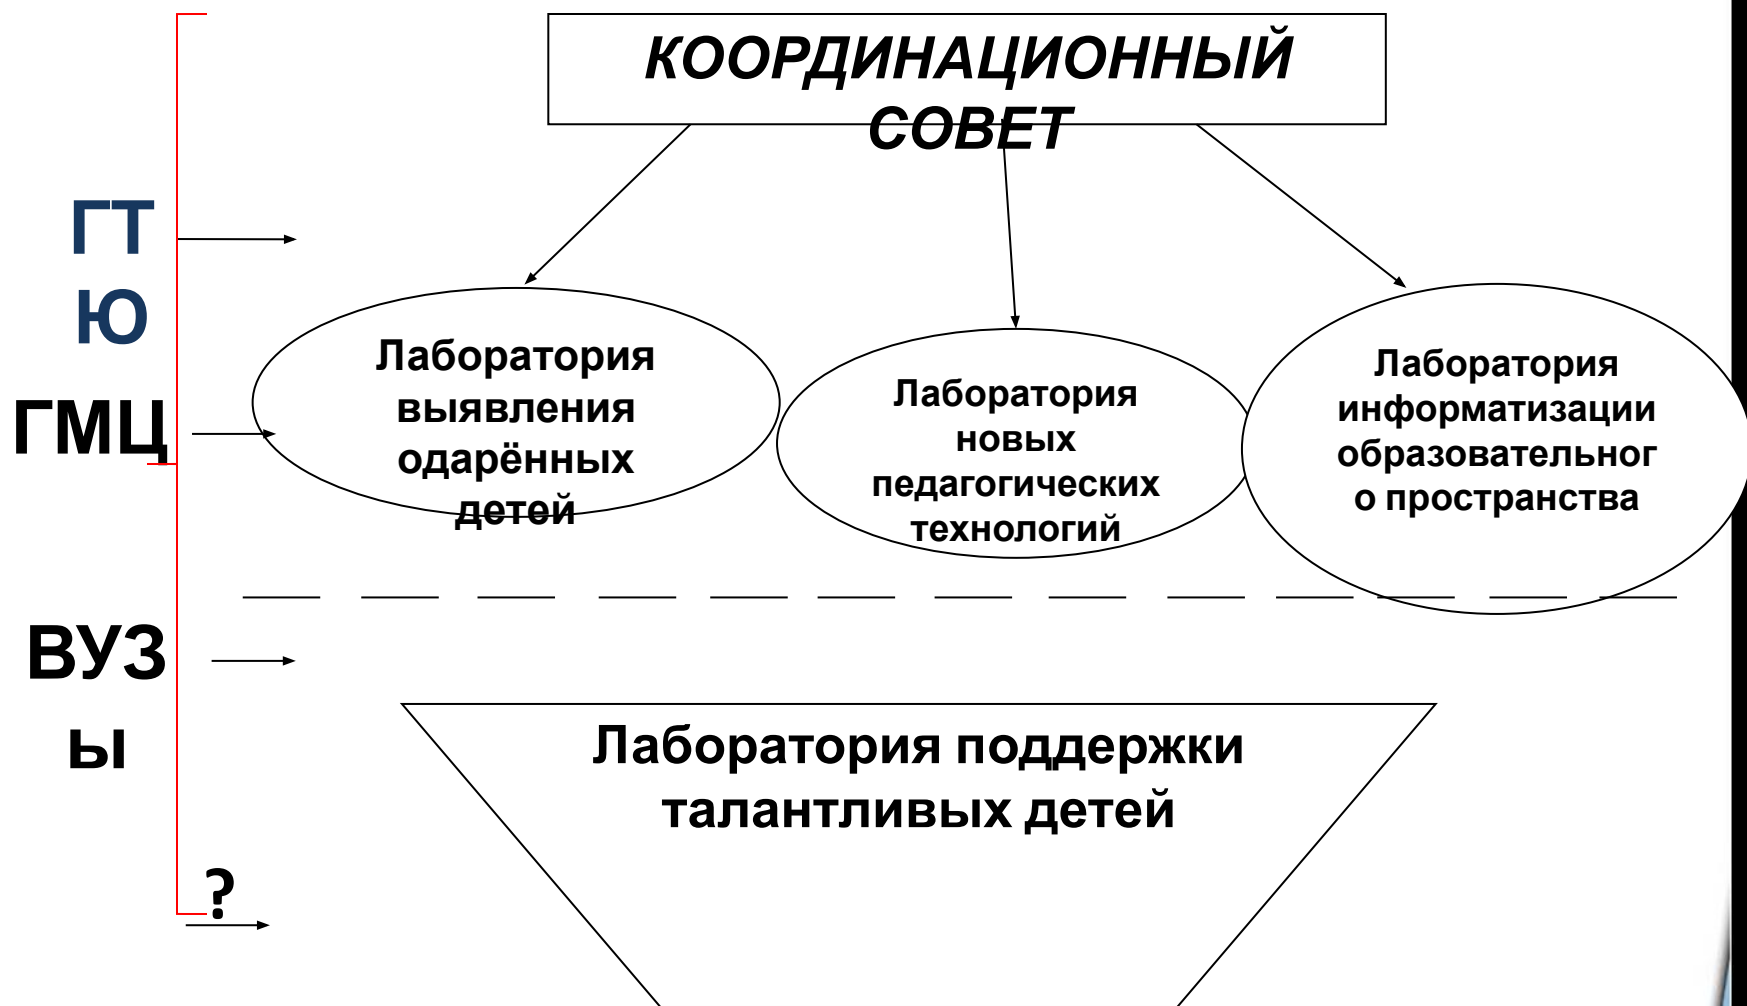 КООРДИНАЦИОННЫЙ
СОВЕТ
ГТ
Ю
ГМЦ
ВУЗ
ы
?
Лаборатория
выявления
одарённых
детей
Лаборатория
новых
педагогических
технологий
Лаборатория
информатизации
образовательног
о пространства
Лаборатория поддержки
талантливых детей